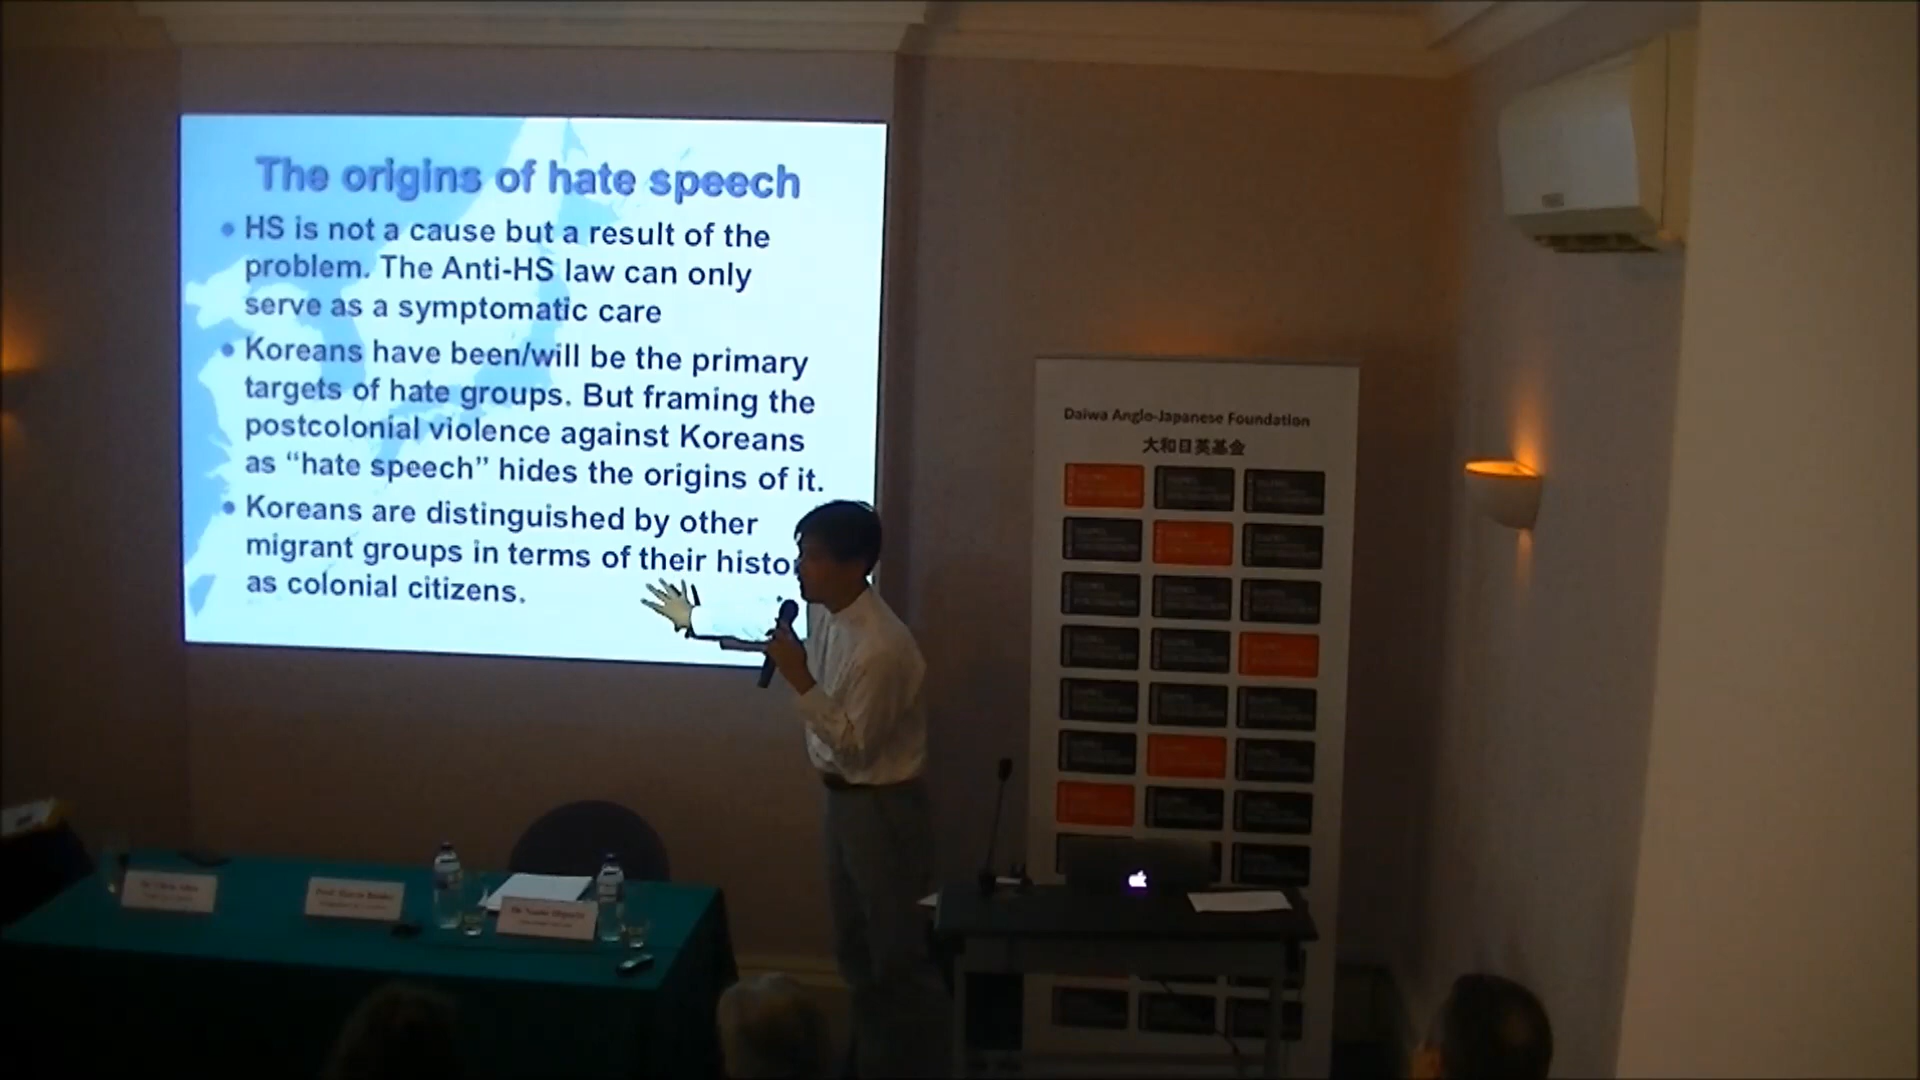 The origins of hate speech
HS is not a cause but a result of the
problem. The Anti-HS law can only
serve as a symptomatic care
Koreans have been/will be the primary
targets of hate groups. But framing the
postcolonial violence against Koreans
as “hate speech” hides the origins of it.
Koreans are distinguished by other
migrant groups in terms of their histo
as colonial citizens.
Daiwa Anglo-Japanese Foundation
大和日英基金